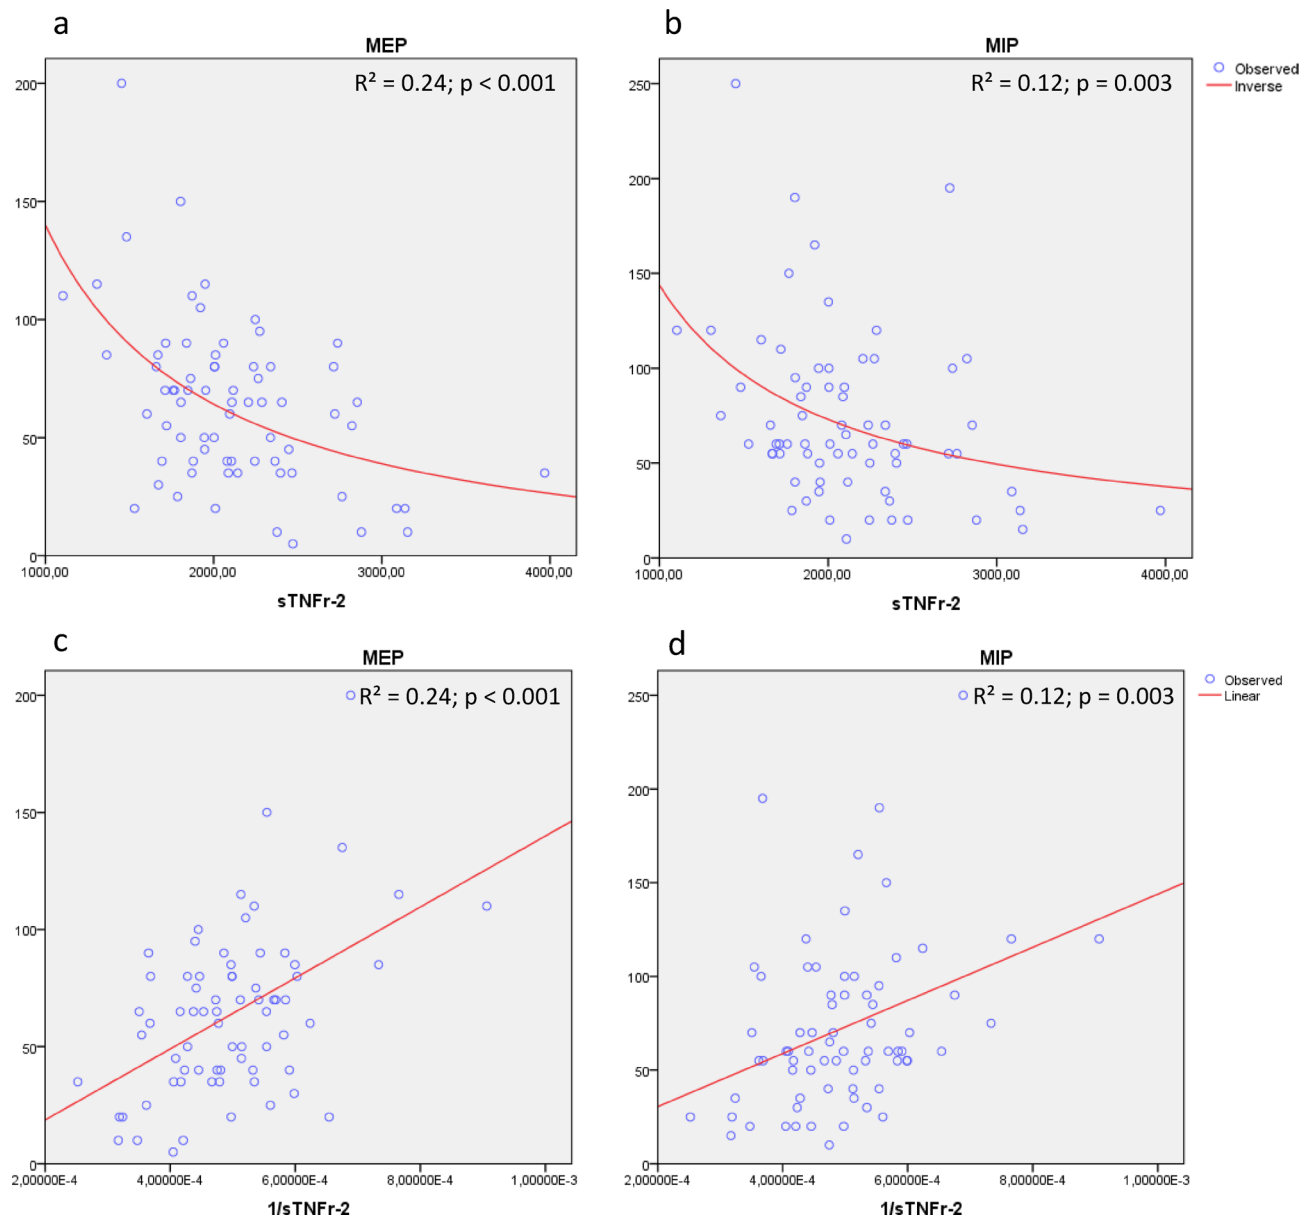 a
MEP
R² = 0.24; p < 0.001
200
150
100
50
0
1000,00 2000,00 3000,00 4000,00
sTNFr-2
b
MIP
R² = 0.12; p = 0.003
250
200
150
100
50
0
1000,00 2000,00 3000,00 4000,00
sTNFr-2
Observed
Inverse
c
MEP
R² = 0.24; p < 0.001
200
150
100
50
0
2,00000E-4 4,00000E-4 6,00000E-4 8,00000E-4 1,00000E-3
1/sTNFr-2
d
MIP
R² = 0.12; p = 0.003
250
200
150
100
50
0
2,00000E-4 4,00000E-4 6,00000E-4 8,00000E-4 1,00000E-3
1/sTNFr-2
Observed
Linear